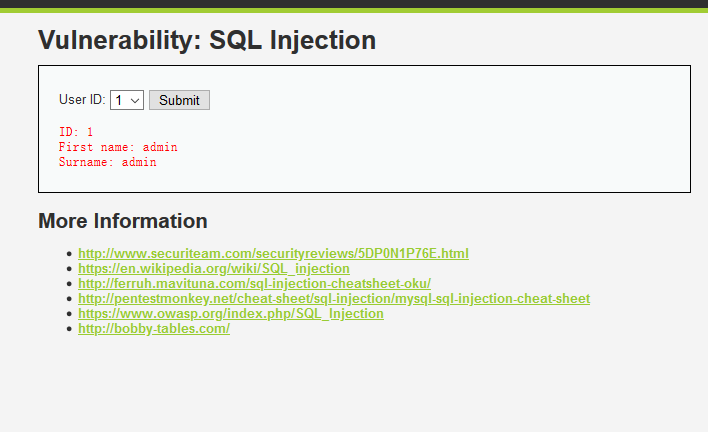 Vulnerability: SQL Injection
User ID: 1 Submit
ID: 1
First name: admin
Surname: admin
More Information
http://www.securiteam.com/securityreviews/5DP0N1P76E.html
https://en.wikipedia.org/wiki/SQL_injection
http://ferruh.mavituna.com/sql-injection-cheatsheet-oku/
http://pentestmonkey.net/cheat-sheet/sql-injection/mysql-sql-injection-cheat-sheet
https://www.owasp.org/index.php/SQL_Injection
http://bobby-tables.com/